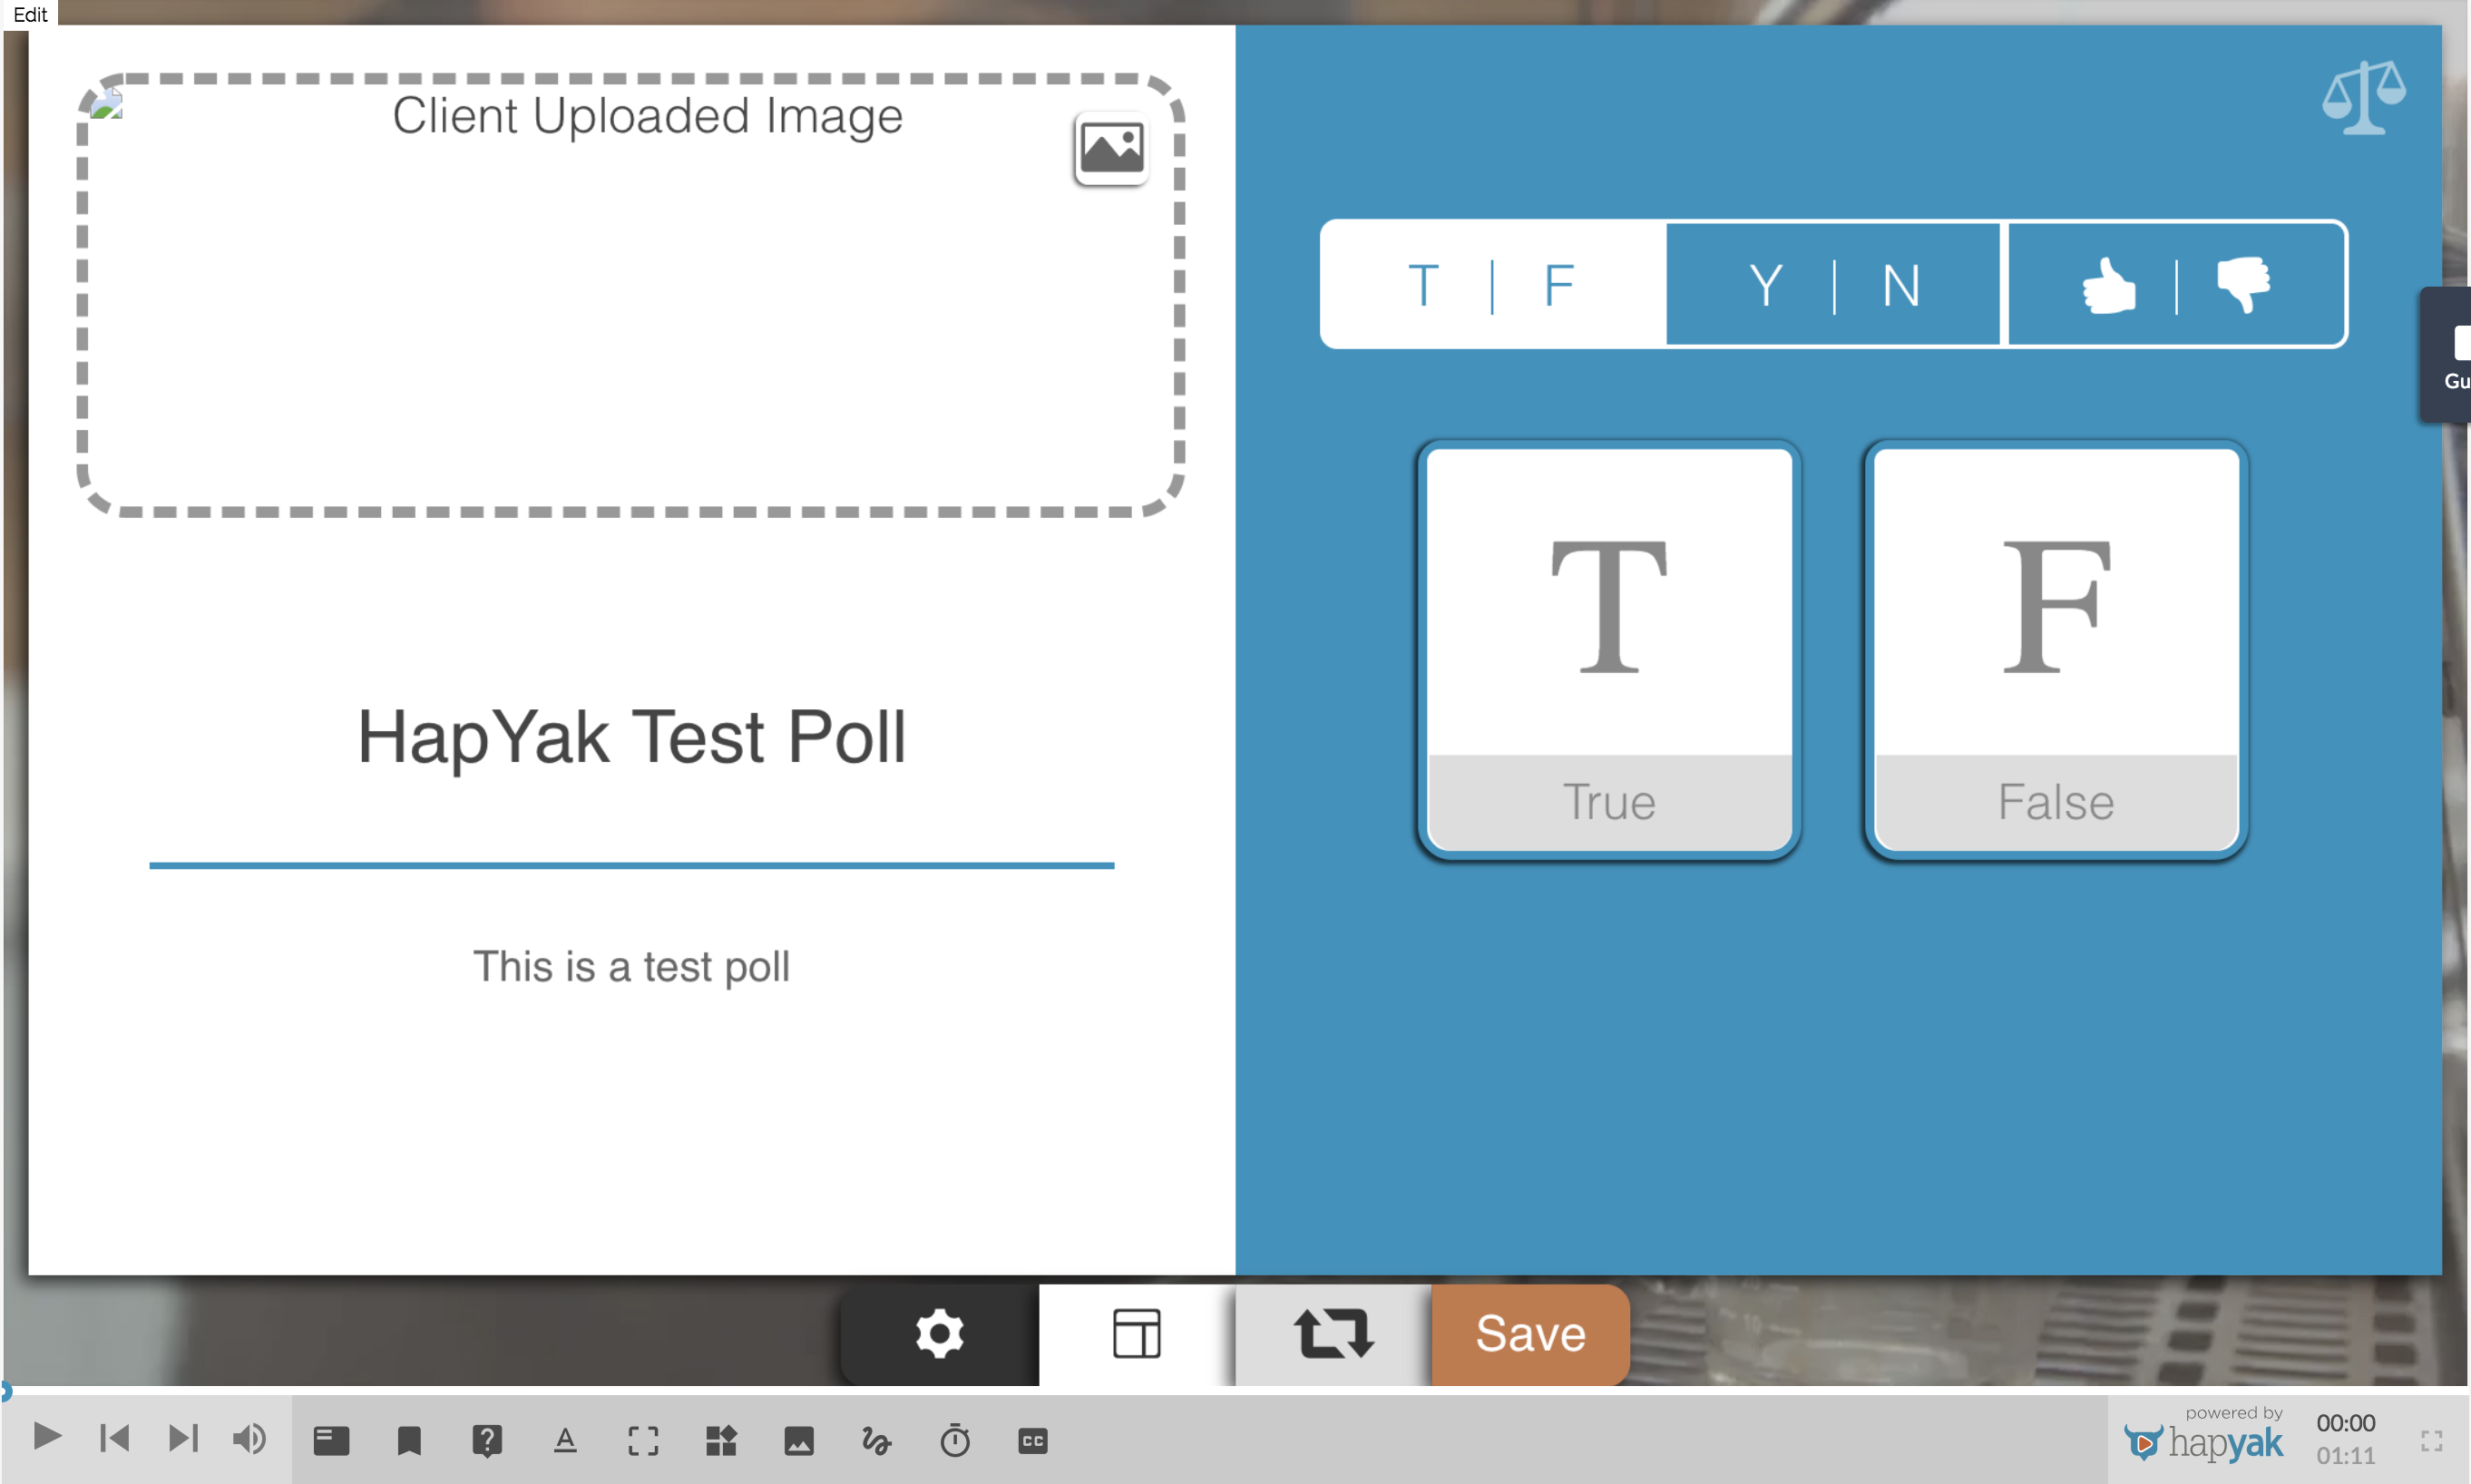 Edit
Client Uploaded Image
T | F
Y | N
T
True
F
False
HapYak Test Poll
This is a test poll
Gu
Save
CC
powered by
hapyak
00:00
01:11